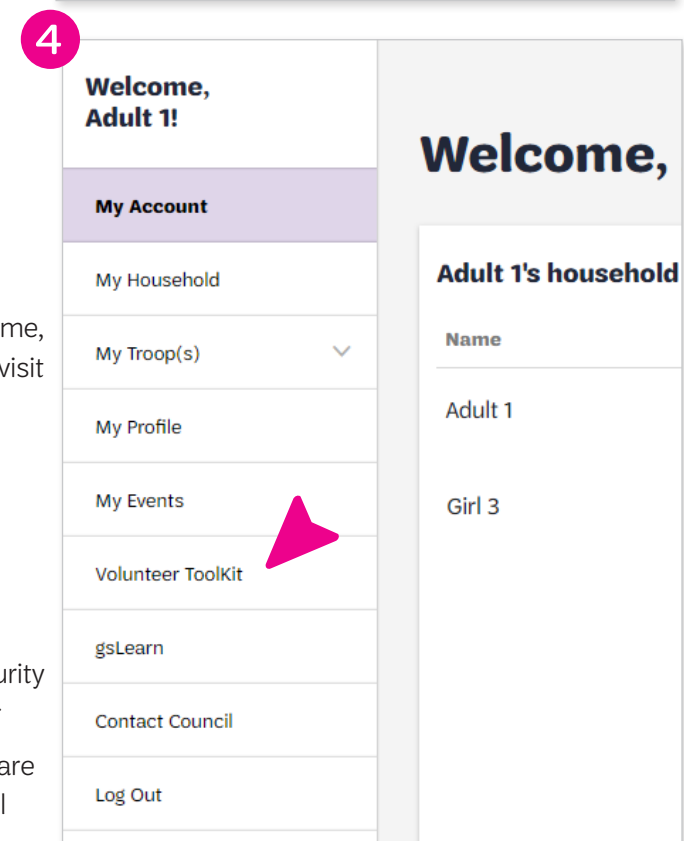 4
Welcome,
Adult 1!
My Account
My Household
My Troop(s)
My Profile
My Events
Volunteer ToolKit
gsLearn
Contact Council
Log Out
Welcome,
Adult 1's household
Name
Adult 1
Girl 3
me,
visit
urity
are